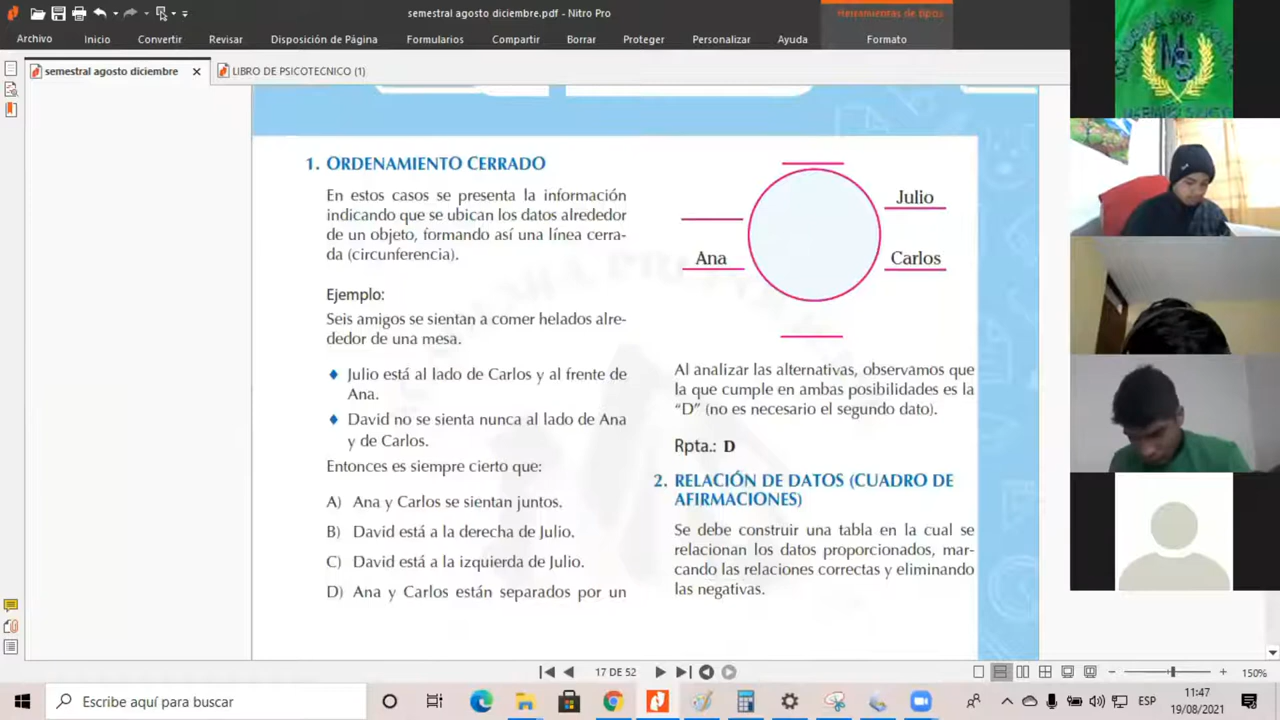 semestral agosto diciembre.pdf - Nitro Pro
Herramientas de tipos
Archivo Inicio Convertir Revisar Disposición de Página Formularios Compartir Borrar Proteger Personalizar Ayuda Formato
semestral agosto diciembre LIBRO DE PSICOTECNICO (1)
1. ORDENAMIENTO CERRADO
En estos casos se presenta la información
indicando que se ubican los datos alrededor
de un objeto, formando así una línea cerra-
da (circunferencia).
Ejemplo:
Seis amigos se sientan a comer helados alre-
dedor de una mesa.
♦ Julio está al lado de Carlos y al frente de
Ana.
♦ David no se sienta nunca al lado de Ana
y de Carlos.
Entonces es siempre cierto que:
A) Ana y Carlos se sientan juntos.
B) David está a la derecha de Julio.
C) David está a la izquierda de Julio.
D) Ana y Carlos están separados por un
Julio
Ana
Carlos
Al analizar las alternativas, observamos que
la que cumple en ambas posibilidades es la
“D” (no es necesario el segundo dato).
Rpta.: D
2. RELACIÓN DE DATOS (CUADRO DE
AFIRMACIONES)
Se debe construir una tabla en la cual se
relacionan los datos proporcionados, mar-
cando las relaciones correctas y eliminando
las negativas.
17 DE 52
150%
Escribe aquí para buscar
ESP
11:47
19/08/2021